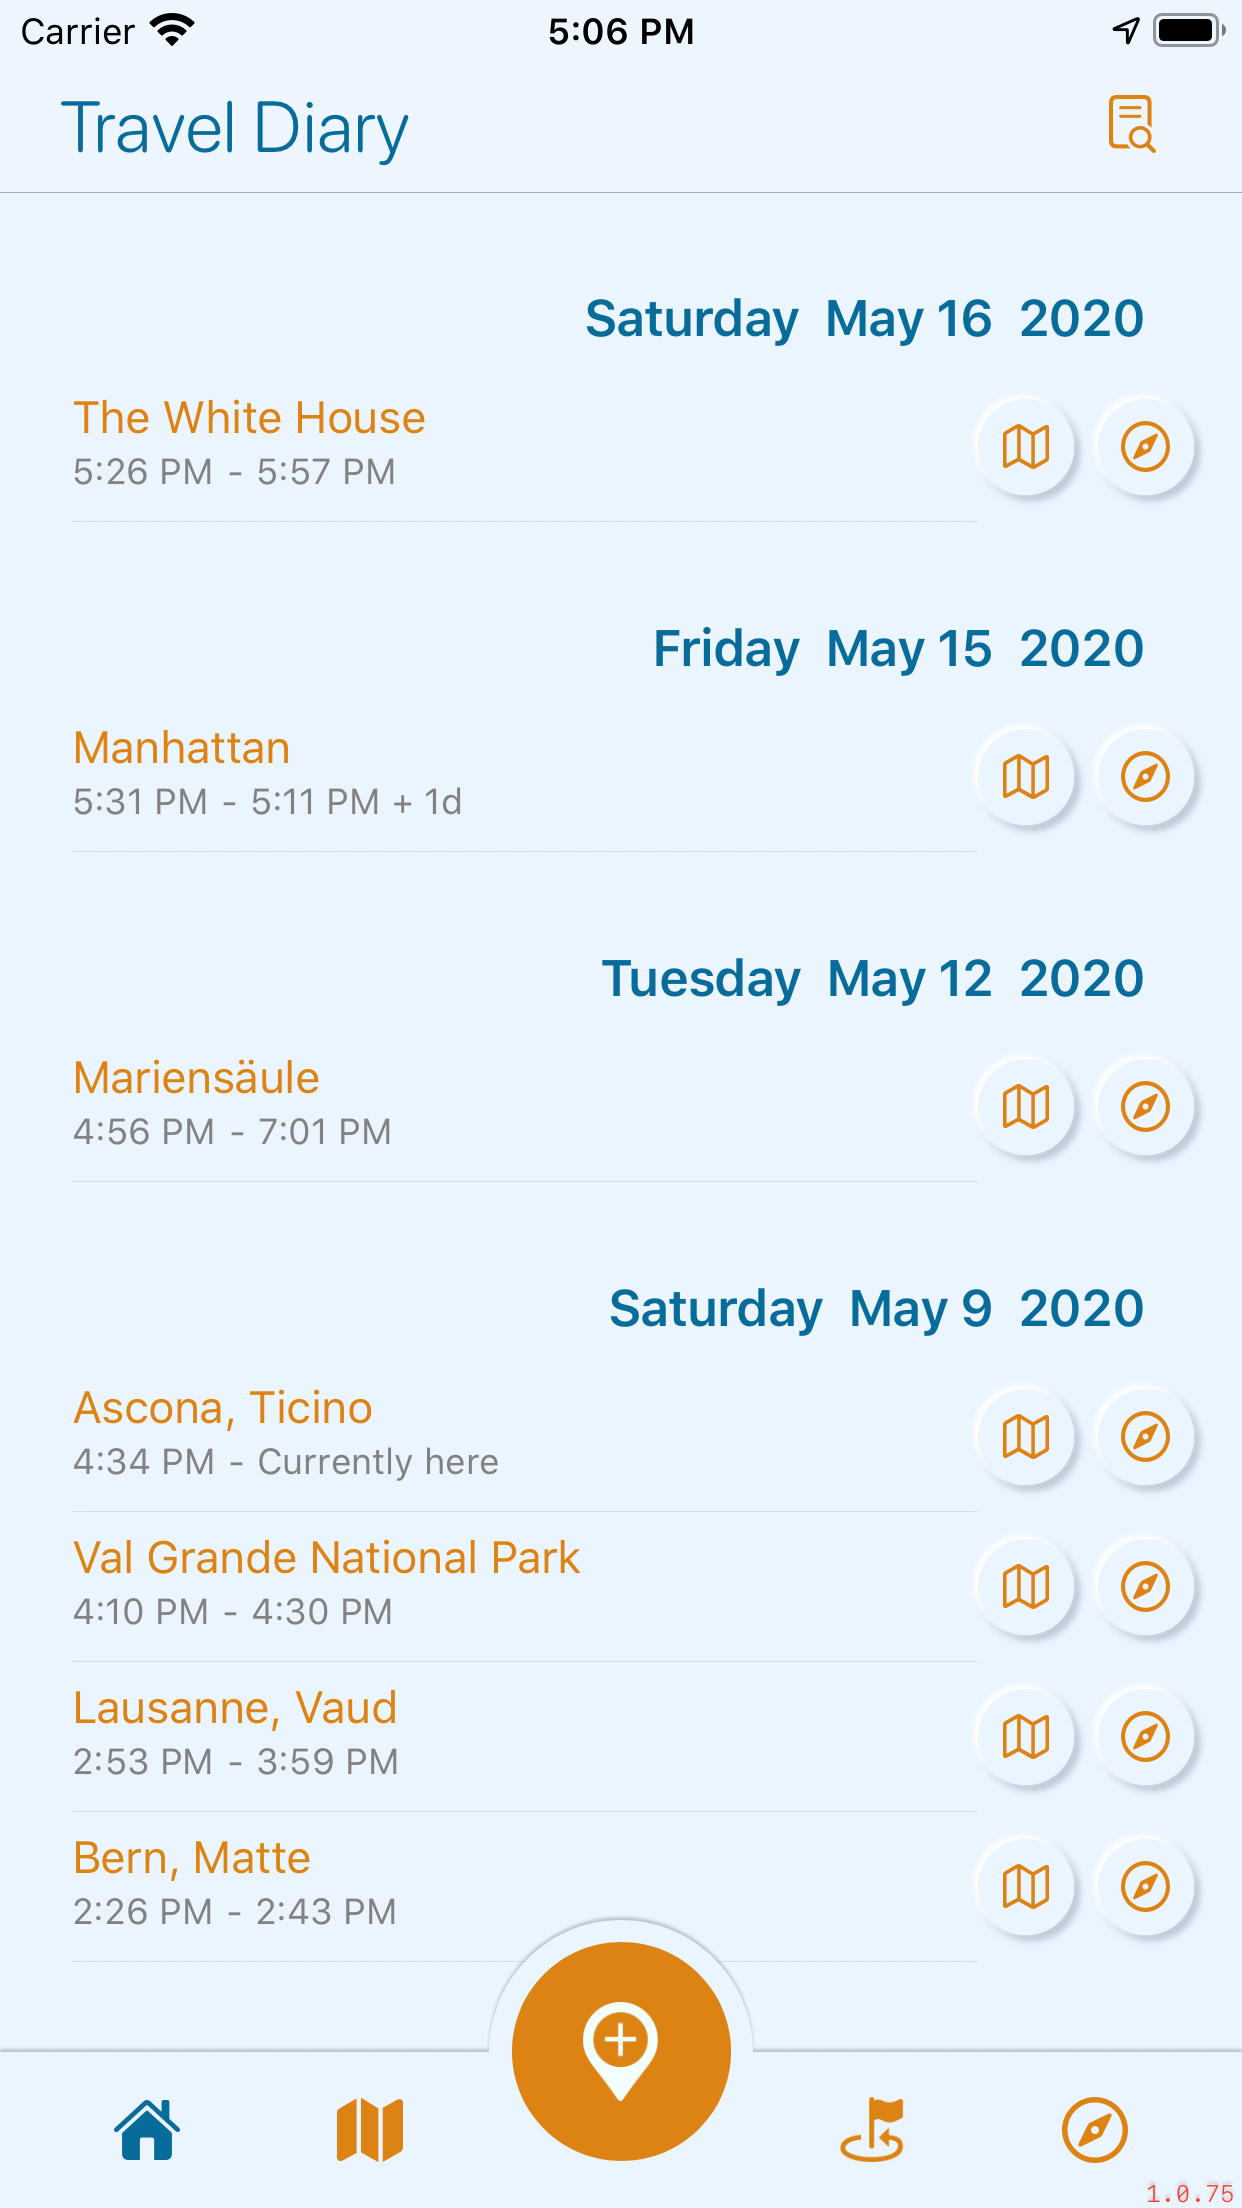 Carrier 5:06 PM
Travel Diary
Saturday May 16 2020
The White House
5:26 PM - 5:57 PM
Friday May 15 2020
Manhattan
5:31 PM - 5:11 PM + 1d
Tuesday May 12 2020
Mariensäule
4:56 PM - 7:01 PM
Saturday May 9 2020
Ascona, Ticino
4:34 PM - Currently here
Val Grande National Park
4:10 PM - 4:30 PM
Lausanne, Vaud
2:53 PM - 3:59 PM
Bern, Matte
2:26 PM - 2:43 PM
1.0.75